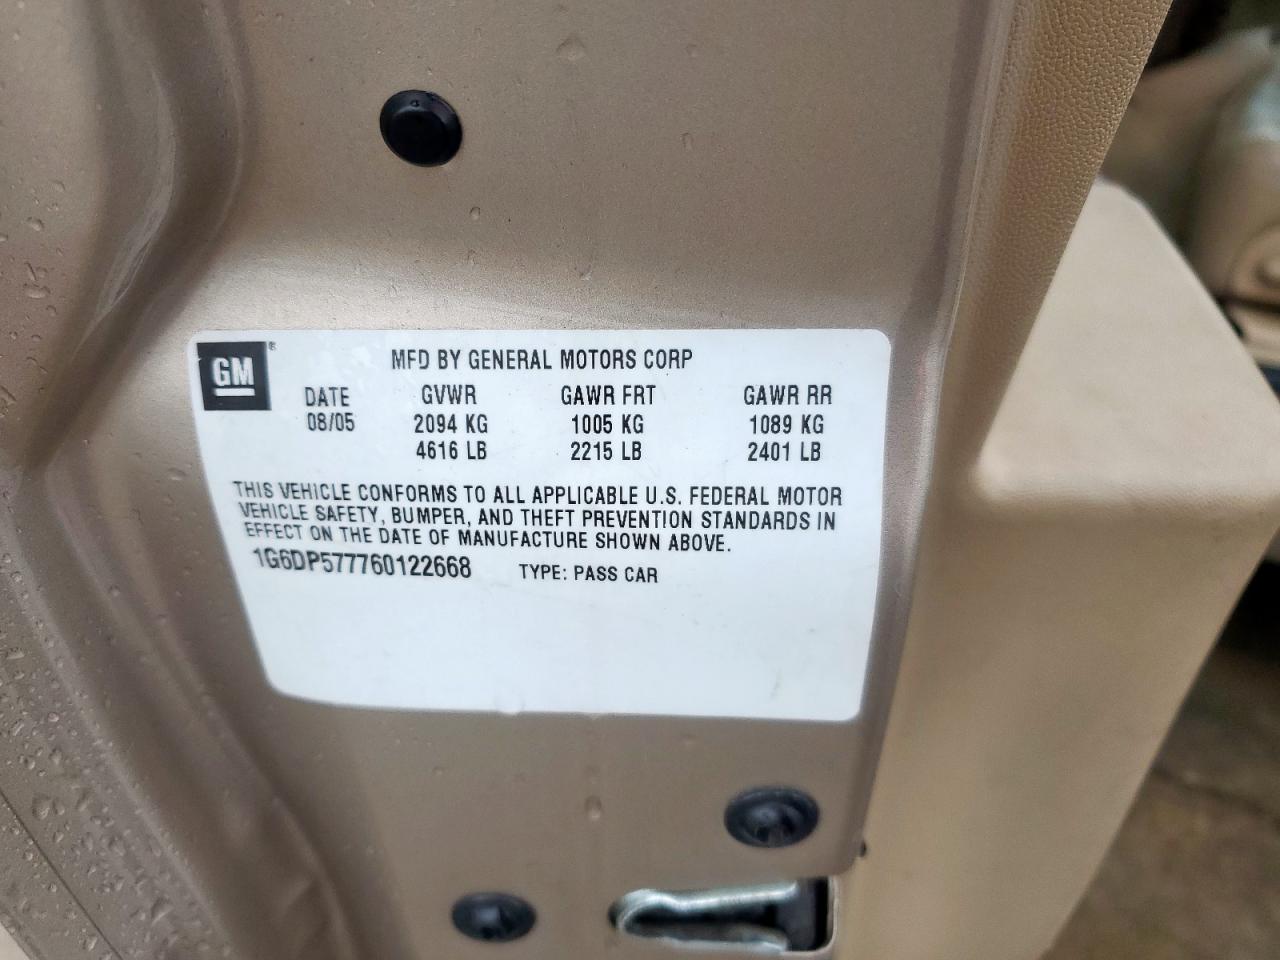 GM
MFD BY GENERAL MOTORS CORP
DATE GVWR GAWR FRT GAWR RR
08/05 2094 KG 1005 KG 1089 KG
4616 LB 2215 LB 2401 LB
THIS VEHICLE CONFORMS TO ALL APPLICABLE U.S. FEDERAL MOTOR
VEHICLE SAFETY, BUMPER, AND THEFT PREVENTION STANDARDS IN
EFFECT ON THE DATE OF MANUFACTURE SHOWN ABOVE.
1G6DP577760122668 TYPE: PASS CAR